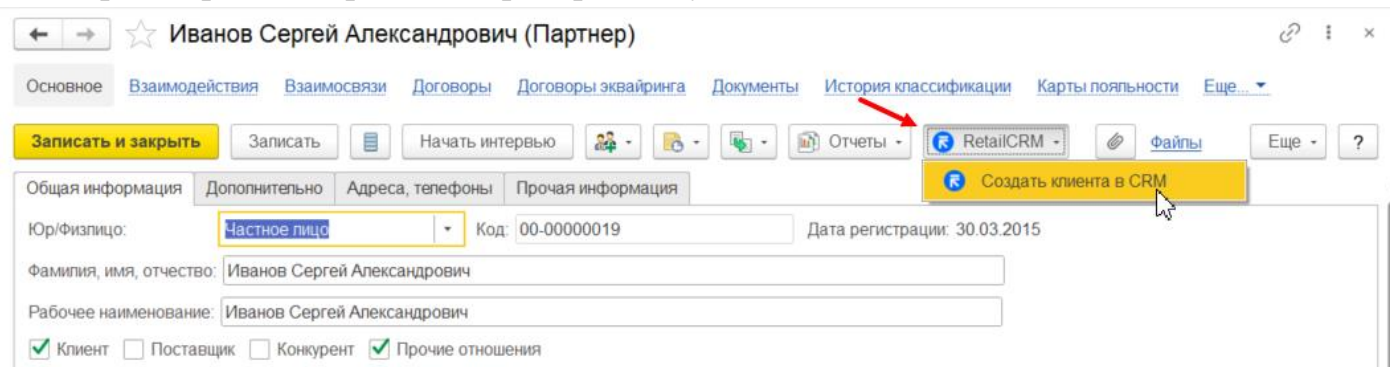 Иванов Сергей Александрович (Партнер)
Основное Взаимодействия Взаимосвязи Договоры Договоры эквайринга Документы История классификации Карты лояльности Еще...
Записать и закрыть Записать Начать интервью Отчеты RetailCRM Файлы Еще ?
Создать клиента в CRM
Общая информация Дополнительно Адреса, телефоны Прочая информация
Юр/Физлицо: Частное лицо Код: 00-00000019 Дата регистрации: 30.03.2015
Фамилия, имя, отчество: Иванов Сергей Александрович
Рабочее наименование: Иванов Сергей Александрович
Клиент Поставщик Конкурент Прочие отношения